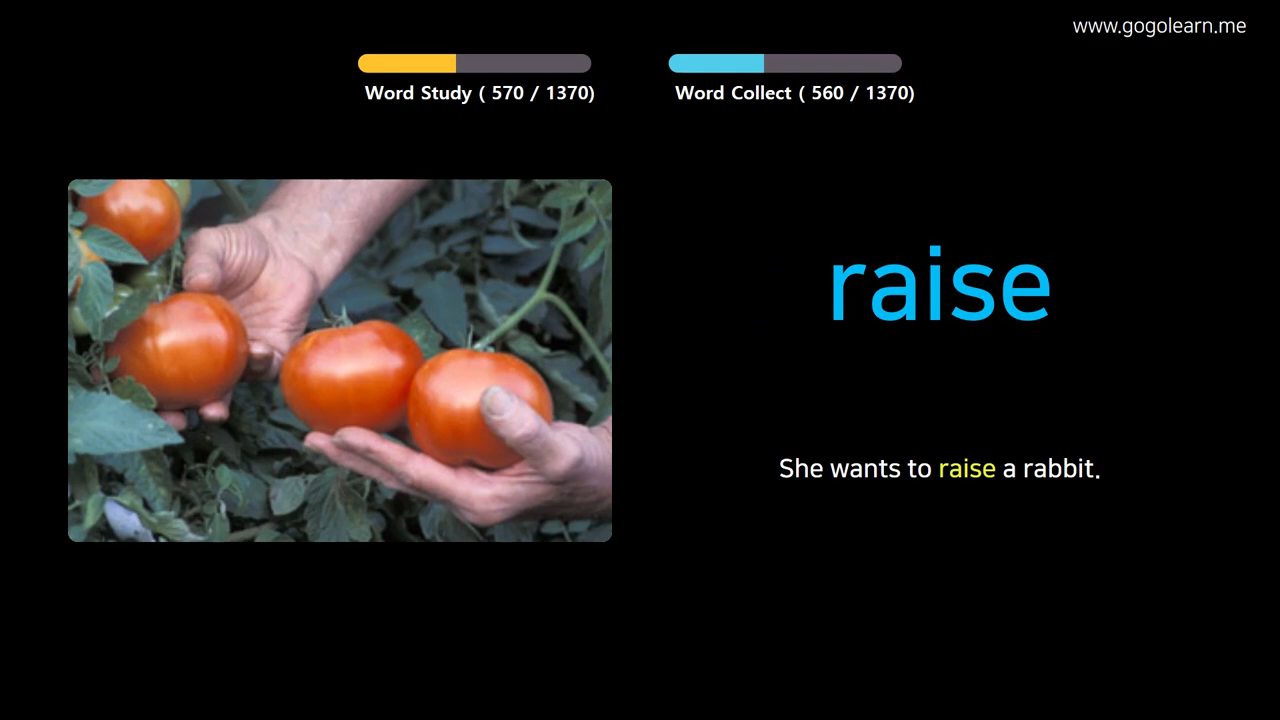 www.gogolearn.me
Word Study ( 570 / 1370)
Word Collect ( 560 / 1370)
raise
She wants to raise a rabbit.